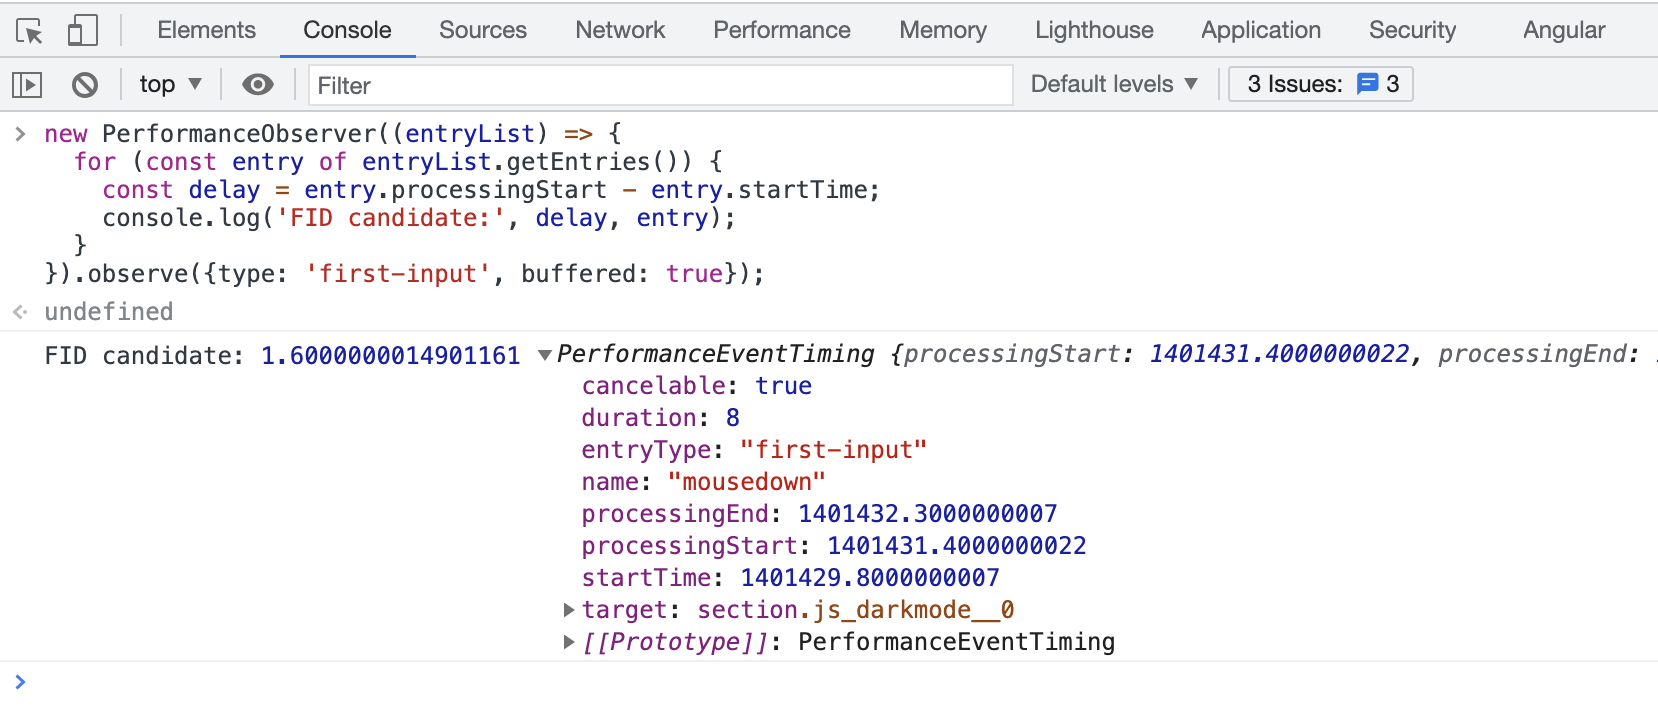 Elements Console Sources Network Performance Memory Lighthouse Application Security Angular
top ▼ Filter Default levels ▼ 3 Issues: 3
> new PerformanceObserver((entryList) => {
for (const entry of entryList.getEntries()) {
const delay = entry.processingStart - entry.startTime;
console.log('FID candidate:', delay, entry);
}
}).observe({type: 'first-input', buffered: true});
undefined
FID candidate: 1.6000000014901161 ▼PerformanceEventTiming {processingStart: 1401431.4000000022, processingEnd:
cancelable: true
duration: 8
entryType: "first-input"
name: "mousedown"
processingEnd: 1401432.3000000007
processingStart: 1401431.4000000022
startTime: 1401429.8000000007
▶target: section.js_darkmode__0
▶[[Prototype]]: PerformanceEventTiming
>